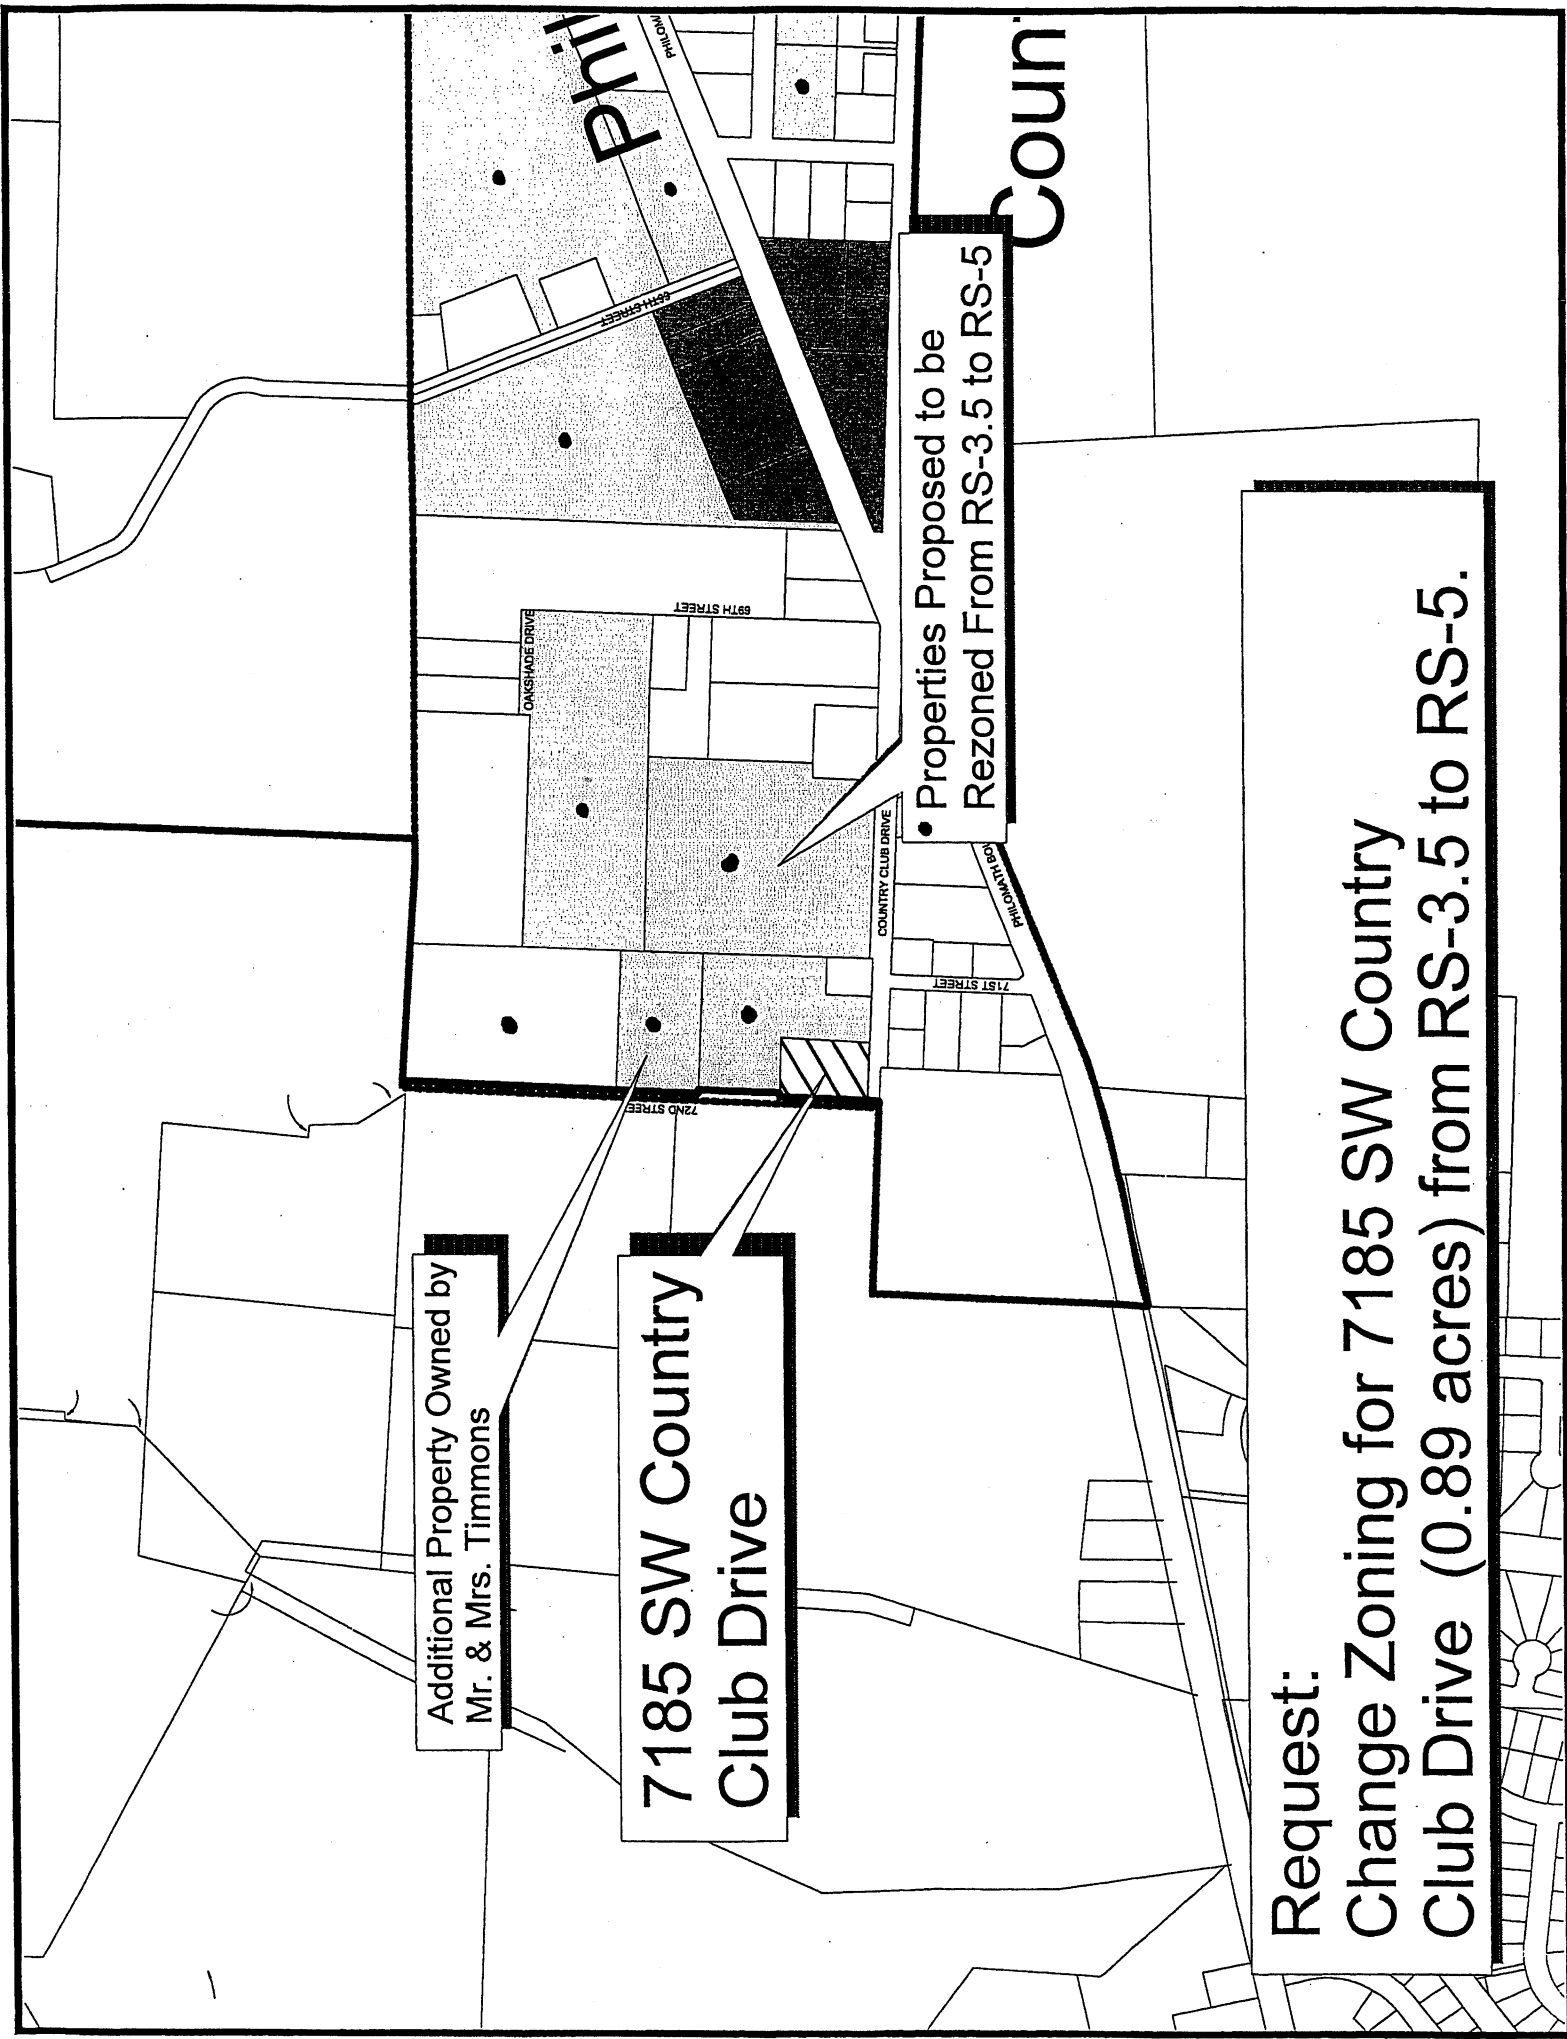 Additional Property Owned by
Mr. & Mrs. Timmons
7185 SW Country
Club Drive
72ND STREET
OAKSHADE DRIVE
69TH STREET
66TH STREET
Phil
COUNTRY CLUB DRIVE
71ST STREET
PHILOMATH BOU
PHILOM
• Properties Proposed to be
Rezoned From RS-3.5 to RS-5
Coun
Request:
Change Zoning for 7185 SW Country
Club Drive (0.89 acres) from RS-3.5 to RS-5.